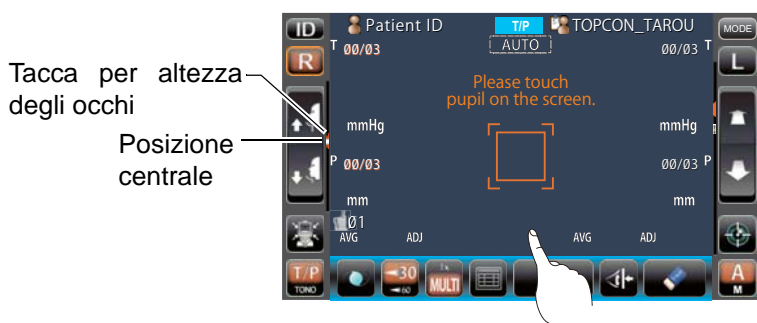 ID Patient ID T/P TOPCON_TAROU MODE
T 00/03 AUTO 00/03 T
R L
Please touch
pupil on the screen.
Tacca per altezza
degli occhi
mmHg mmHg
Posizione
centrale
P 00/03 00/03 P
mm mm
01
AVG ADJ AVG ADJ
T/P TONO 30 60 1x MULTI A M